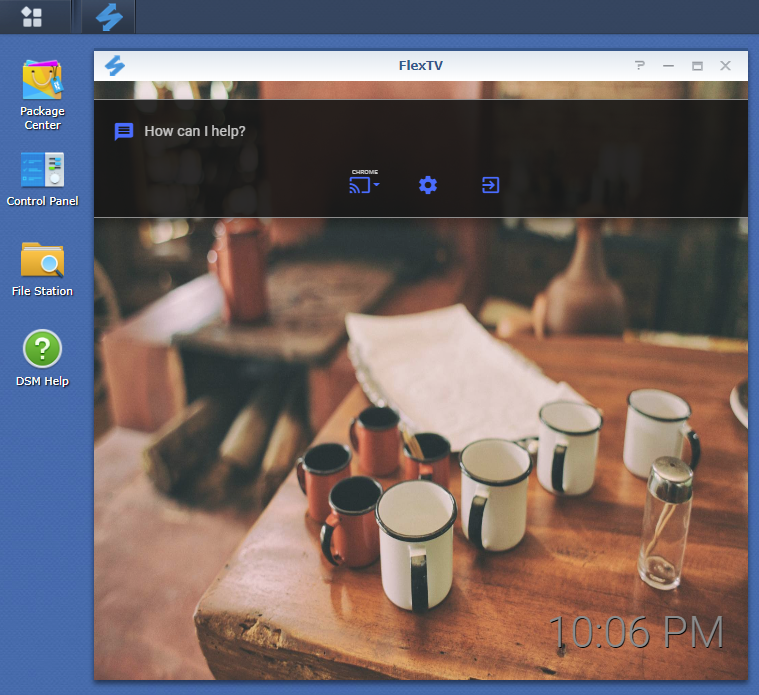 FlexTV
Package
Center
How can I help?
CHROME
Control Panel
File Station
DSM Help
10:06 PM